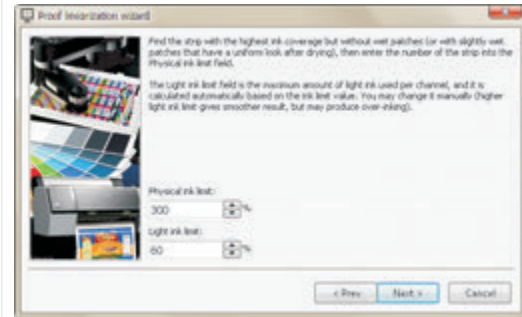 Proof linearization wizard
Find the strip with the highest ink coverage but without wet patches (or with slightly wet
patches that have a uniform look after drying), then enter the number of the strip into the
Physical ink limit field.
The Light ink limit field is the maximum amount of light ink used per channel, and it is
calculated automatically based on the ink limit value. You may change it manually (higher
light ink limit gives smoother result, but may produce over-inking).
Physical ink limit:
300 %
Light ink limit:
60 %
< Prev Next > Cancel